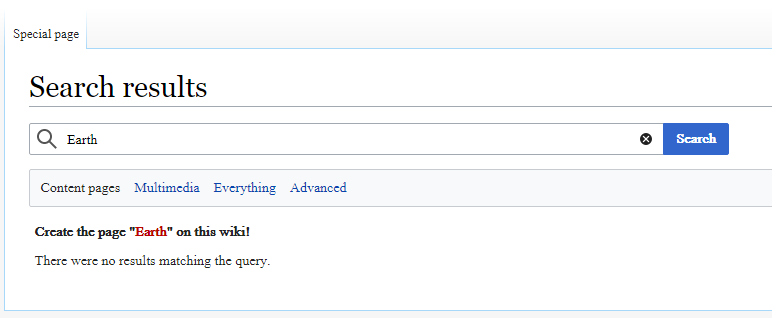 Special page
Search results
Earth
Search
Content pages Multimedia Everything Advanced
Create the page "Earth" on this wiki!
There were no results matching the query.